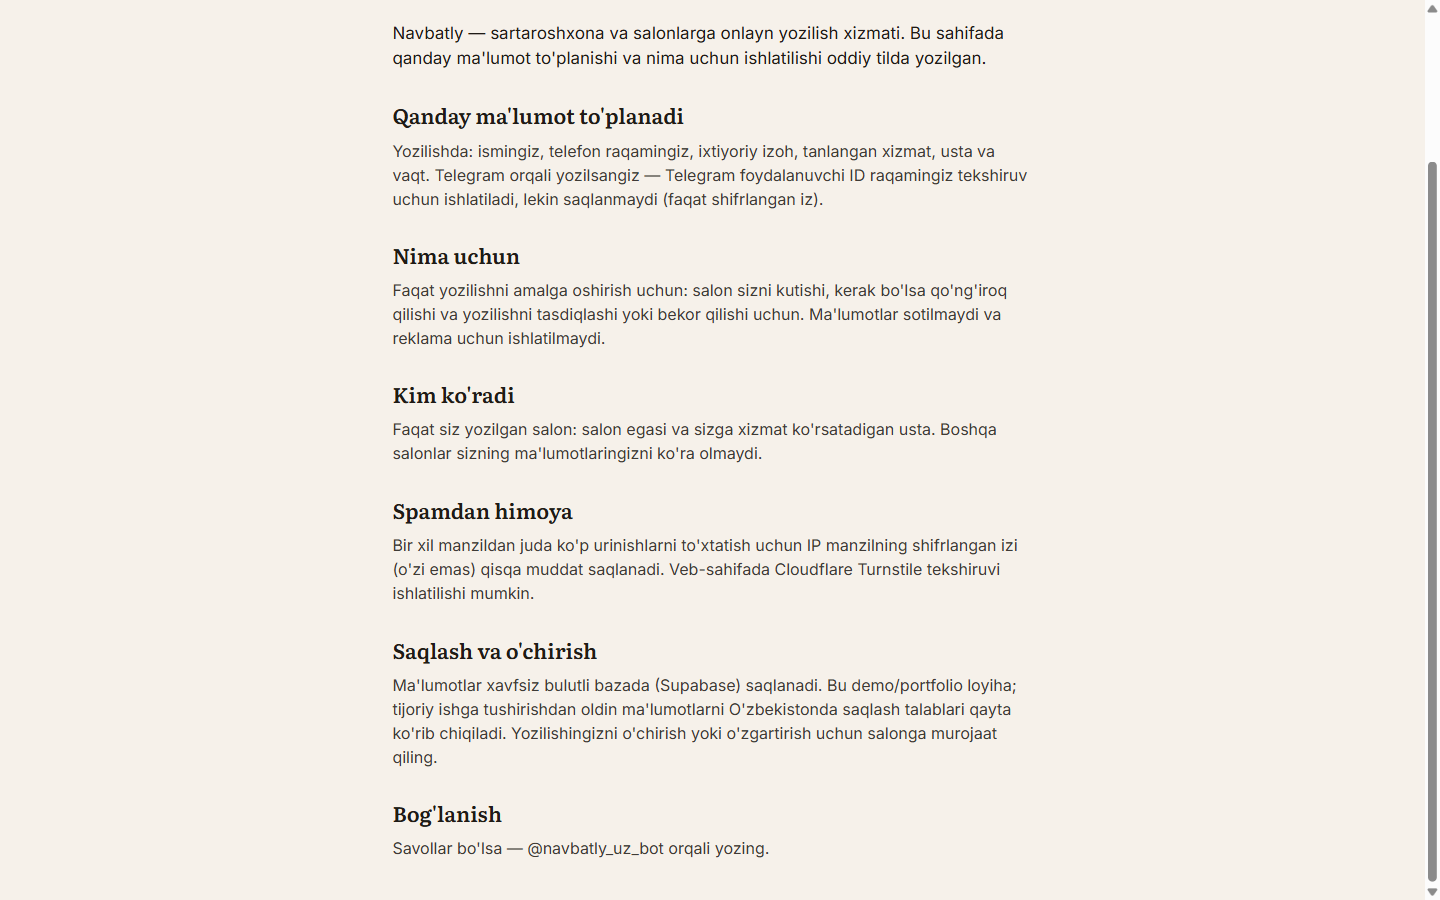 Navbatly — sartaroshxona va salonlarga onlayn yozilish xizmati. Bu sahifada
qanday ma'lumot to'planishi va nima uchun ishlatilishi oddiy tilda yozilgan.
Qanday ma'lumot to'planadi
Yozilishda: ismingiz, telefon raqamingiz, ixtiyoriy izoh, tanlangan xizmat, usta va
vaqt. Telegram orqali yozilsangiz — Telegram foydalanuvchi ID raqamingiz tekshiruv
uchun ishlatiladi, lekin saqlanmaydi (faqat shifrlangan iz).
Nima uchun
Faqat yozilishni amalga oshirish uchun: salon sizni kutishi, kerak bo'lsa qo'ng'iroq
qilishi va yozilishni tasdiqlashi yoki bekor qilishi uchun. Ma'lumotlar sotilmaydi va
reklama uchun ishlatilmaydi.
Kim ko'radi
Faqat siz yozilgan salon: salon egasi va sizga xizmat ko'rsatadigan usta. Boshqa
salonlar sizning ma'lumotlaringizni ko'ra olmaydi.
Spamdan himoya
Bir xil manzildan juda ko'p urinishlarni to'xtatish uchun IP manzilning shifrlangan izi
(o'zi emas) qisqa muddat saqlanadi. Veb-sahifada Cloudflare Turnstile tekshiruvi
ishlatilishi mumkin.
Saqlash va o'chirish
Ma'lumotlar xavfsiz bulutli bazada (Supabase) saqlanadi. Bu demo/portfolio loyiha;
tijoriy ishga tushirishdan oldin ma'lumotlarni O'zbekistonda saqlash talablari qayta
ko'rib chiqiladi. Yozilishingizni o'chirish yoki o'zgartirish uchun salonga murojaat
qiling.
Bog'lanish
Savollar bo'lsa — @navbatly_uz_bot orqali yozing.